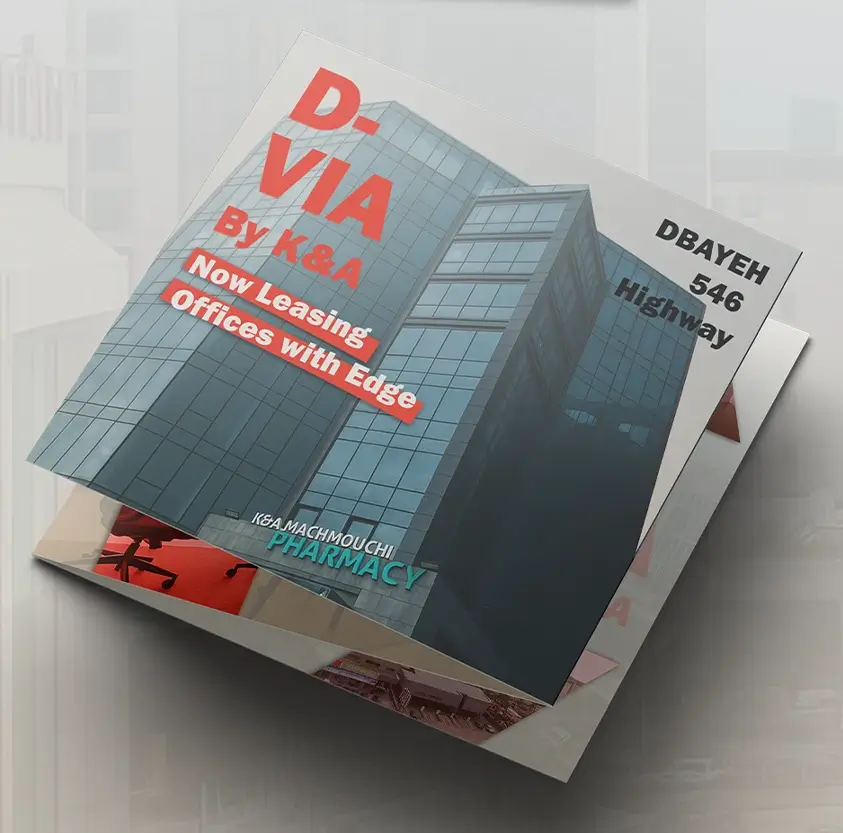 D-
VIA
By K&A
Now Leasing
Offices with Edge
DBAYEH
546
Highway
K&A MACHMOUCHI
PHARMACY
A